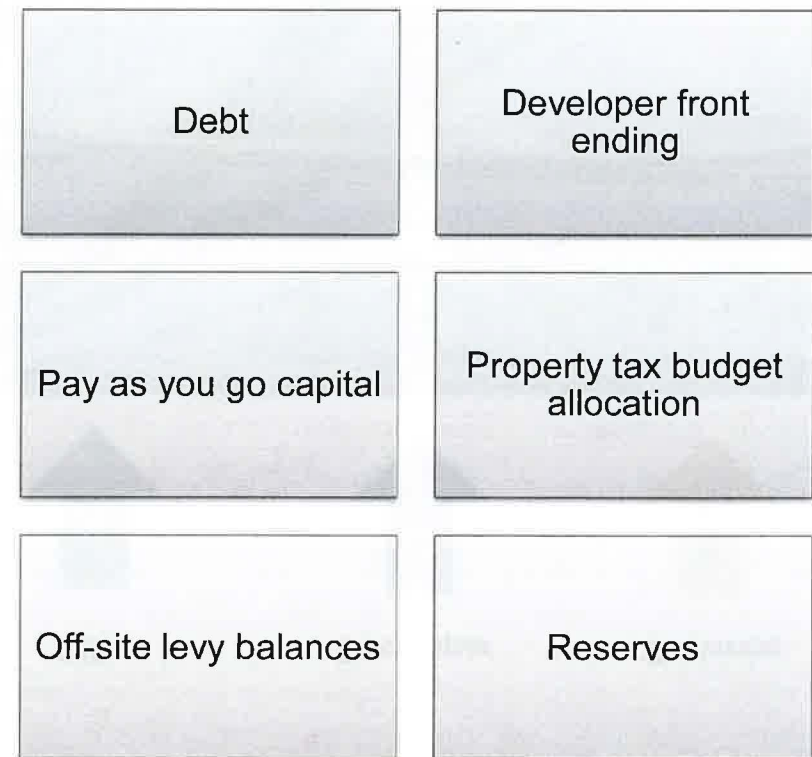 Debt
Developer front
ending
Pay as you go capital
Property tax budget
allocation
Off-site levy balances
Reserves